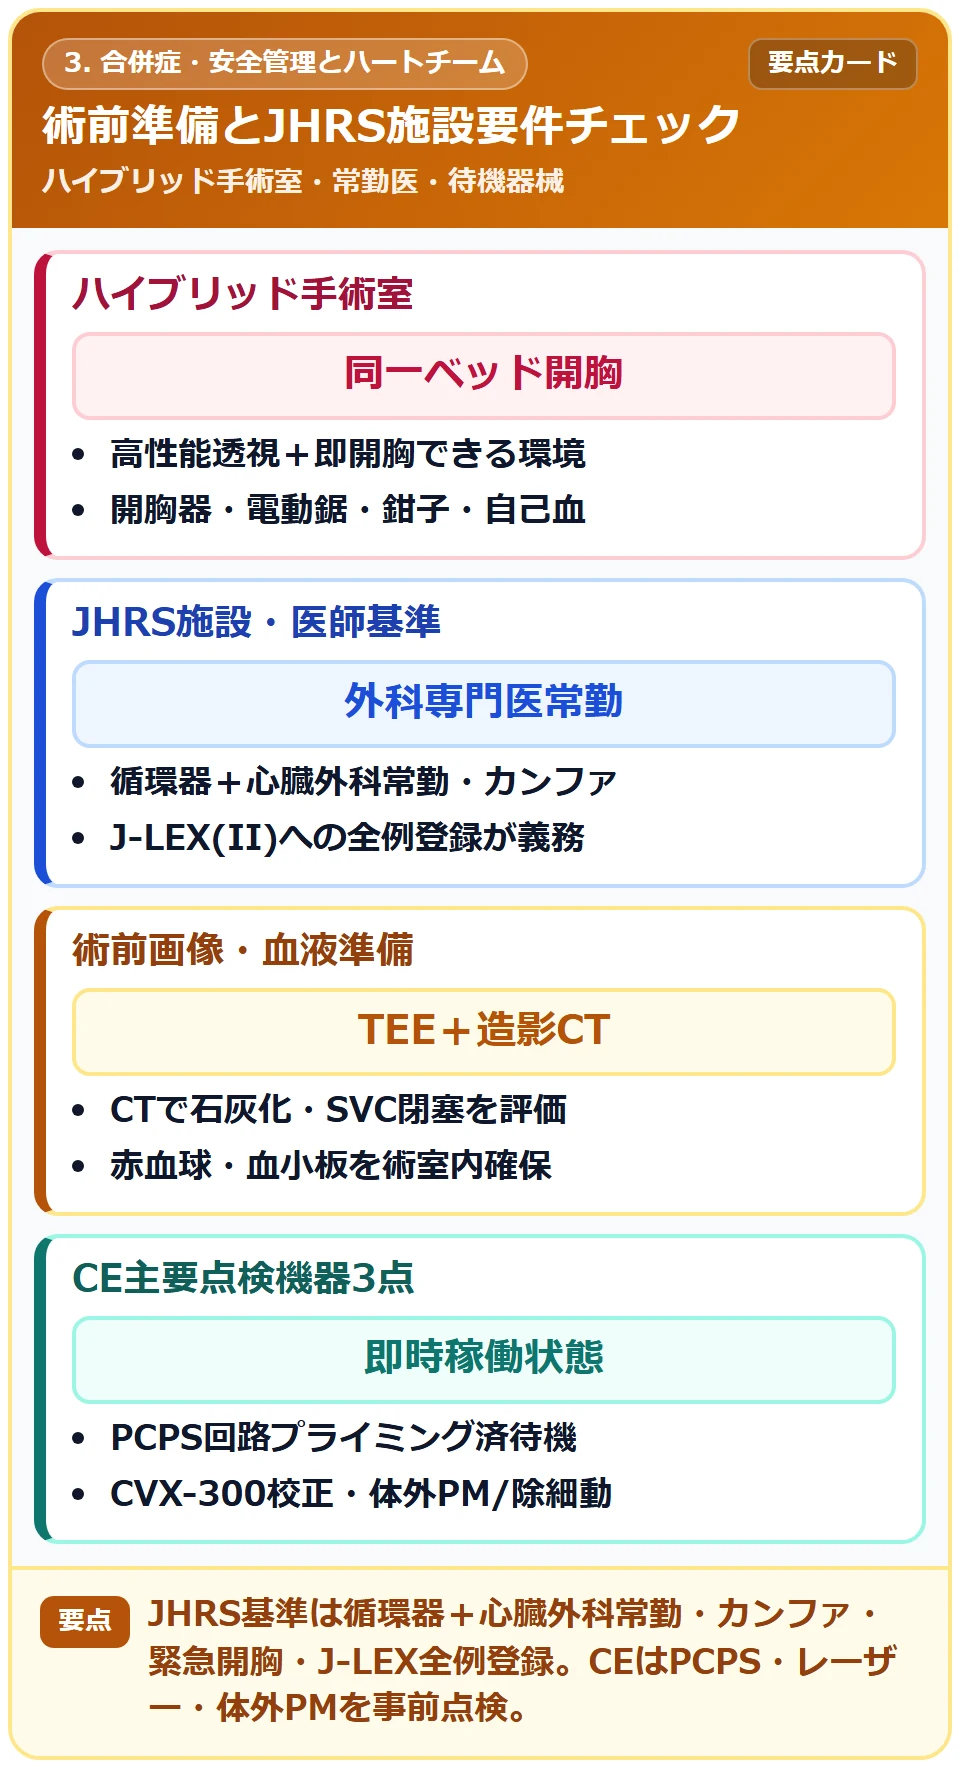 3. 合併症・安全管理とハートチーム
要点カード
術前準備とJHRS施設要件チェック
ハイブリッド手術室・常勤医・待機器械
ハイブリッド手術室
同一ベッド開胸
• 高性能透視＋即開胸できる環境
• 開胸器・電動鋸・鉗子・自己血
JHRS施設・医師基準
外科専門医常勤
• 循環器＋心臓外科常勤・カンファ
• J-LEX(II)への全例登録が義務
術前画像・血液準備
TEE＋造影CT
• CTで石灰化・SVC閉塞を評価
• 赤血球・血小板を術室内確保
CE主要点検機器3点
即時稼働状態
• PCPS回路プライミング済待機
• CVX-300校正・体外PM/除細動
要点
JHRS基準は循環器＋心臓外科常勤・カンファ・
緊急開胸・J-LEX全例登録。CEはPCPS・レーザ
ー・体外PMを事前点検。